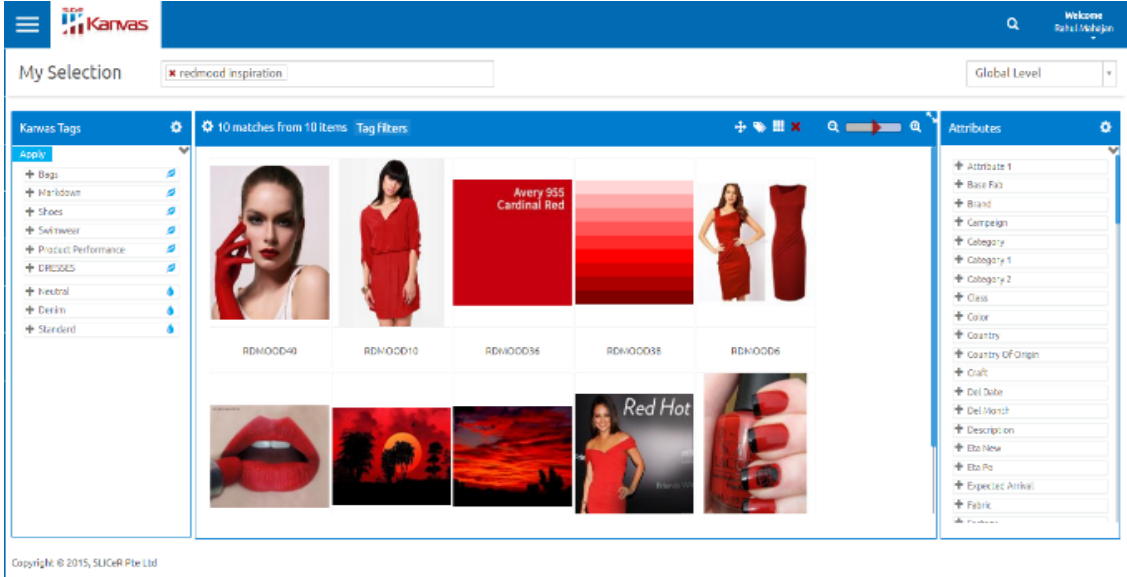 SLICeR
Kanvas
Welcome
Rahul Mahajan
My Selection
✖ redmood inspiration
Global Level
Kanvas Tags
10 matches from 10 items
Tag filters
Attributes
Apply
Bags
Markdown
Shoes
Swimwear
Product Performance
DRESSES
Neutral
Denim
Standard
Avery 955
Cardinal Red
RDMOOD40
RDMOOD10
RDMOOD36
RDMOOD38
RDMOOD6
Red Hot
Attribute 1
Base Fab
Brand
Campaign
Category
Category 1
Category 2
Class
Color
Country
Country Of Origin
Craft
Del Date
Del Month
Description
Eta New
Eta Po
Expected Arrival
Fabric
Copyright © 2015, SLICeR Pte Ltd